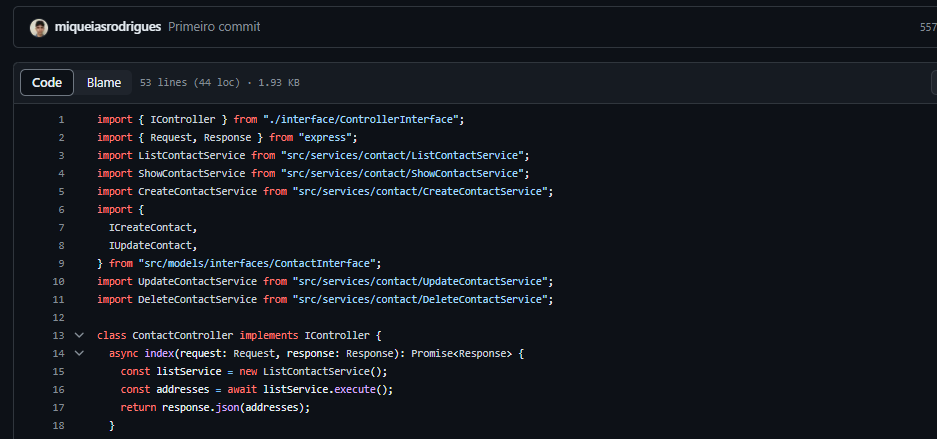 miqueiasrodrigues Primeiro commit 557
Code Blame 53 lines (44 loc) · 1.93 KB
1 import { IController } from "./interface/ControllerInterface";
2 import { Request, Response } from "express";
3 import ListContactService from "src/services/contact/ListContactService";
4 import ShowContactService from "src/services/contact/ShowContactService";
5 import CreateContactService from "src/services/contact/CreateContactService";
6 import {
7 ICreateContact,
8 IUpdateContact,
9 } from "src/models/interfaces/ContactInterface";
10 import UpdateContactService from "src/services/contact/UpdateContactService";
11 import DeleteContactService from "src/services/contact/DeleteContactService";
12
13 class ContactController implements IController {
14 async index(request: Request, response: Response): Promise<Response> {
15 const listService = new ListContactService();
16 const addresses = await listService.execute();
17 return response.json(addresses);
18 }